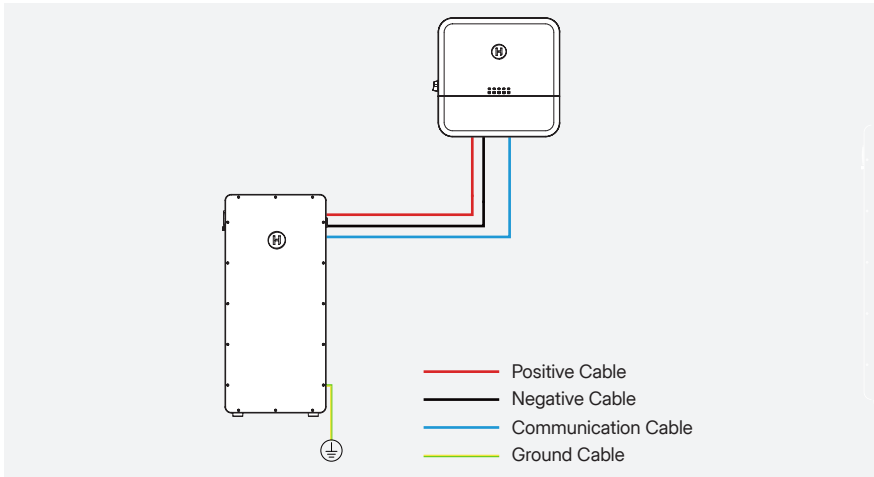 H
H
Positive Cable
Negative Cable
Communication Cable
Ground Cable